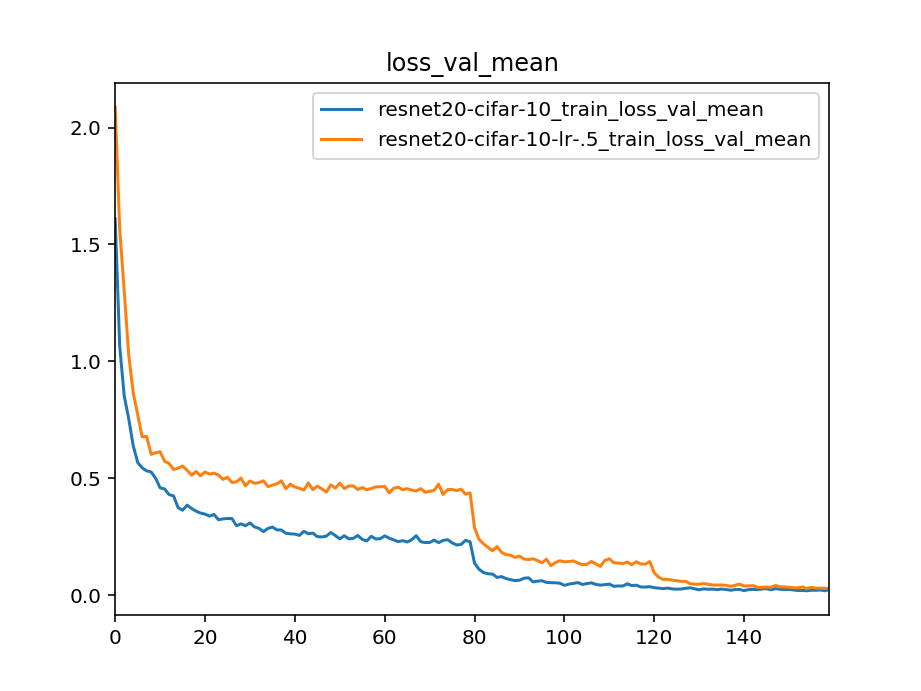 loss_val_mean
resnet20-cifar-10_train_loss_val_mean
resnet20-cifar-10-lr-.5_train_loss_val_mean
2.0
1.5
1.0
0.5
0.0
0 20 40 60 80 100 120 140